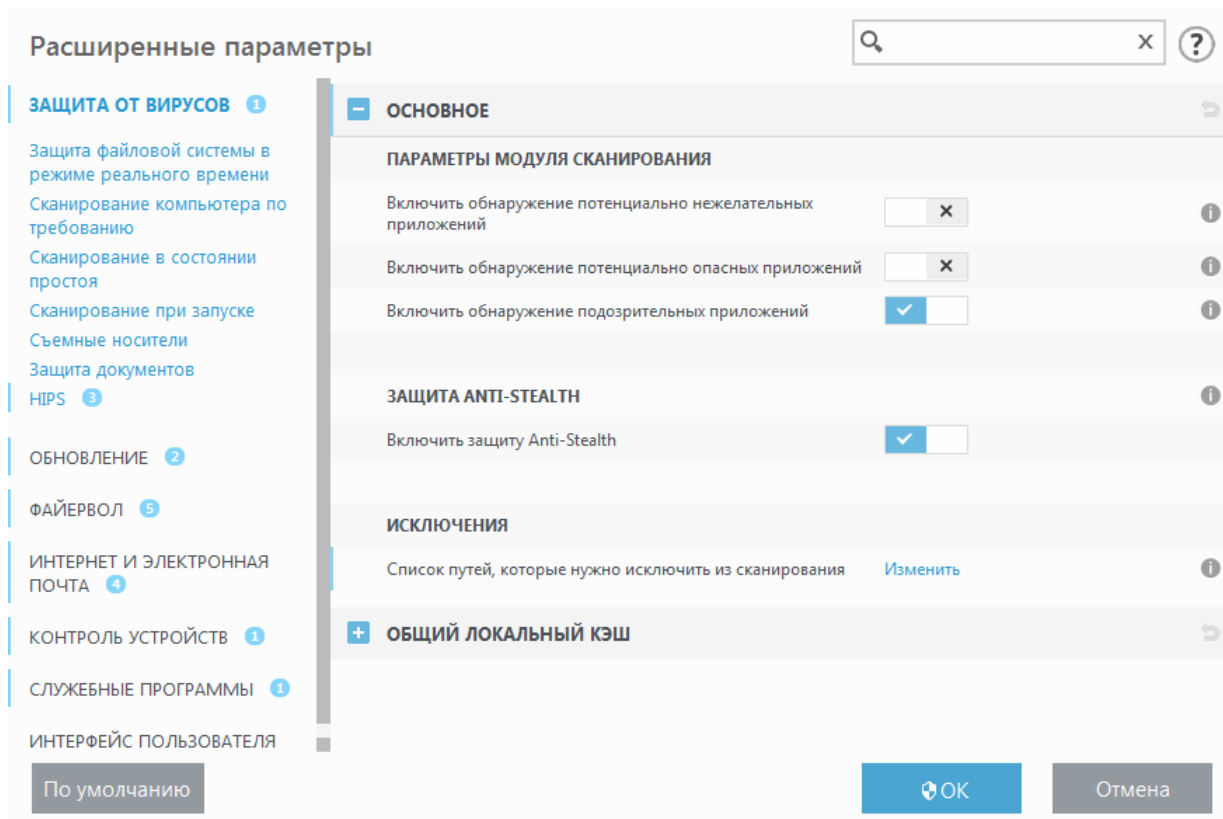 Расширенные параметры
X
?
ЗАЩИТА ОТ ВИРУСОВ 1
Защита файловой системы в
режиме реального времени
Сканирование компьютера по
требованию
Сканирование в состоянии
простоя
Сканирование при запуске
Съемные носители
Защита документов
HIPS 3
ОБНОВЛЕНИЕ 2
ФАЙЕРВОЛ 5
ИНТЕРНЕТ И ЭЛЕКТРОННАЯ
ПОЧТА 4
КОНТРОЛЬ УСТРОЙСТВ 1
СЛУЖЕБНЫЕ ПРОГРАММЫ 1
ИНТЕРФЕЙС ПОЛЬЗОВАТЕЛЯ
ОСНОВНОЕ
ПАРАМЕТРЫ МОДУЛЯ СКАНИРОВАНИЯ
Включить обнаружение потенциально нежелательных
приложений
Включить обнаружение потенциально опасных приложений
Включить обнаружение подозрительных приложений
ЗАЩИТА ANTI-STEALTH
Включить защиту Anti-Stealth
ИСКЛЮЧЕНИЯ
Список путей, которые нужно исключить из сканирования Изменить
ОБЩИЙ ЛОКАЛЬНЫЙ КЭШ
По умолчанию
OK
Отмена